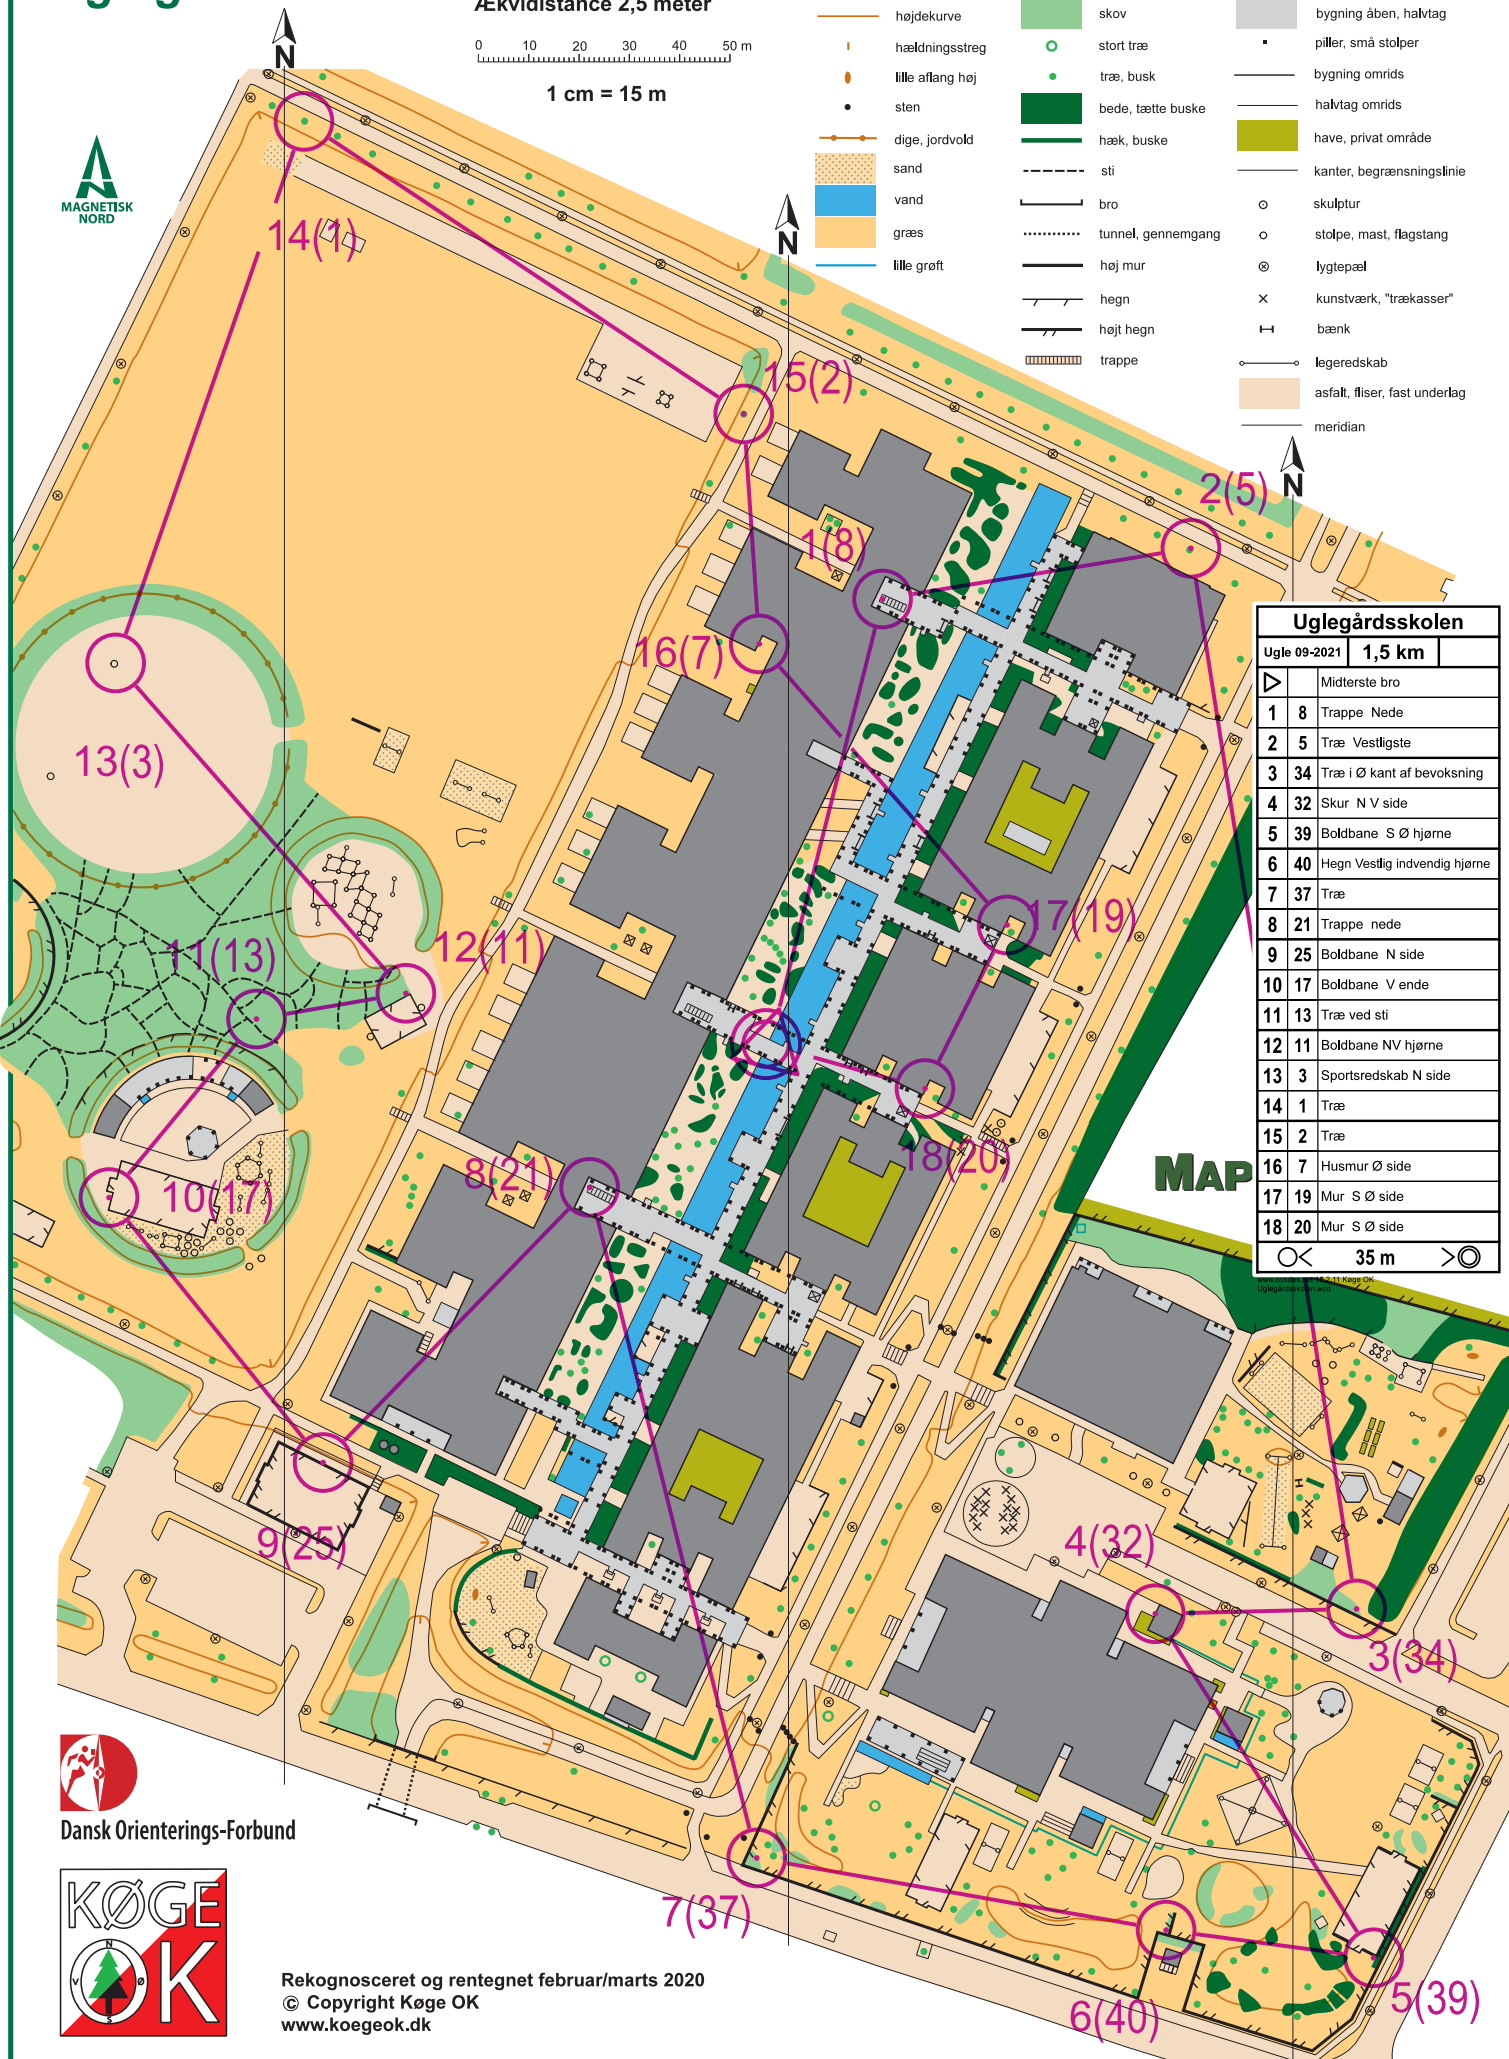 Ækvidistance 2,5 meter
0 10 20 30 40 50 m
1 cm = 15 m
N
N
N
MAGNETISK
NORD
højdekurve
hældningsstreg
lille aflang høj
sten
dige, jordvold
sand
vand
græs
lille grøft
skov
stort træ
træ, busk
bede, tætte buske
hæk, buske
sti
bro
tunnel, gennemgang
høj mur
hegn
højt hegn
trappe
bygning åben, halvtag
piller, små stolper
bygning omrids
halvtag omrids
have, privat område
kanter, begrænsningslinie
skulptur
stolpe, mast, flagstang
lygtepæl
kunstværk, "trækasser"
bænk
legeredskab
asfalt, fliser, fast underlag
meridian
14(1)
15(2)
2(5)
1(8)
16(7)
13(3)
17(19)
12(11)
11(13)
18(20)
8(21)
10(17)
9(25)
4(32)
3(34)
7(37)
6(40)
5(39)
MAP
Uglegårdsskolen
Ugle 09-2021 1,5 km
Midterste bro
1 8 Trappe Nede
2 5 Træ Vestligste
3 34 Træ i Ø kant af bevoksning
4 32 Skur N V side
5 39 Boldbane S Ø hjørne
6 40 Hegn Vestlig indvendig hjørne
7 37 Træ
8 21 Trappe nede
9 25 Boldbane N side
10 17 Boldbane V ende
11 13 Træ ved sti
12 11 Boldbane NV hjørne
13 3 Sportsredskab N side
14 1 Træ
15 2 Træ
16 7 Husmur Ø side
17 19 Mur S Ø side
18 20 Mur S Ø side
35 m
Dansk Orienterings-Forbund
KØGE
OK
N
V Ø
S
Rekognosceret og rentegnet februar/marts 2020
© Copyright Køge OK
www.koegeok.dk